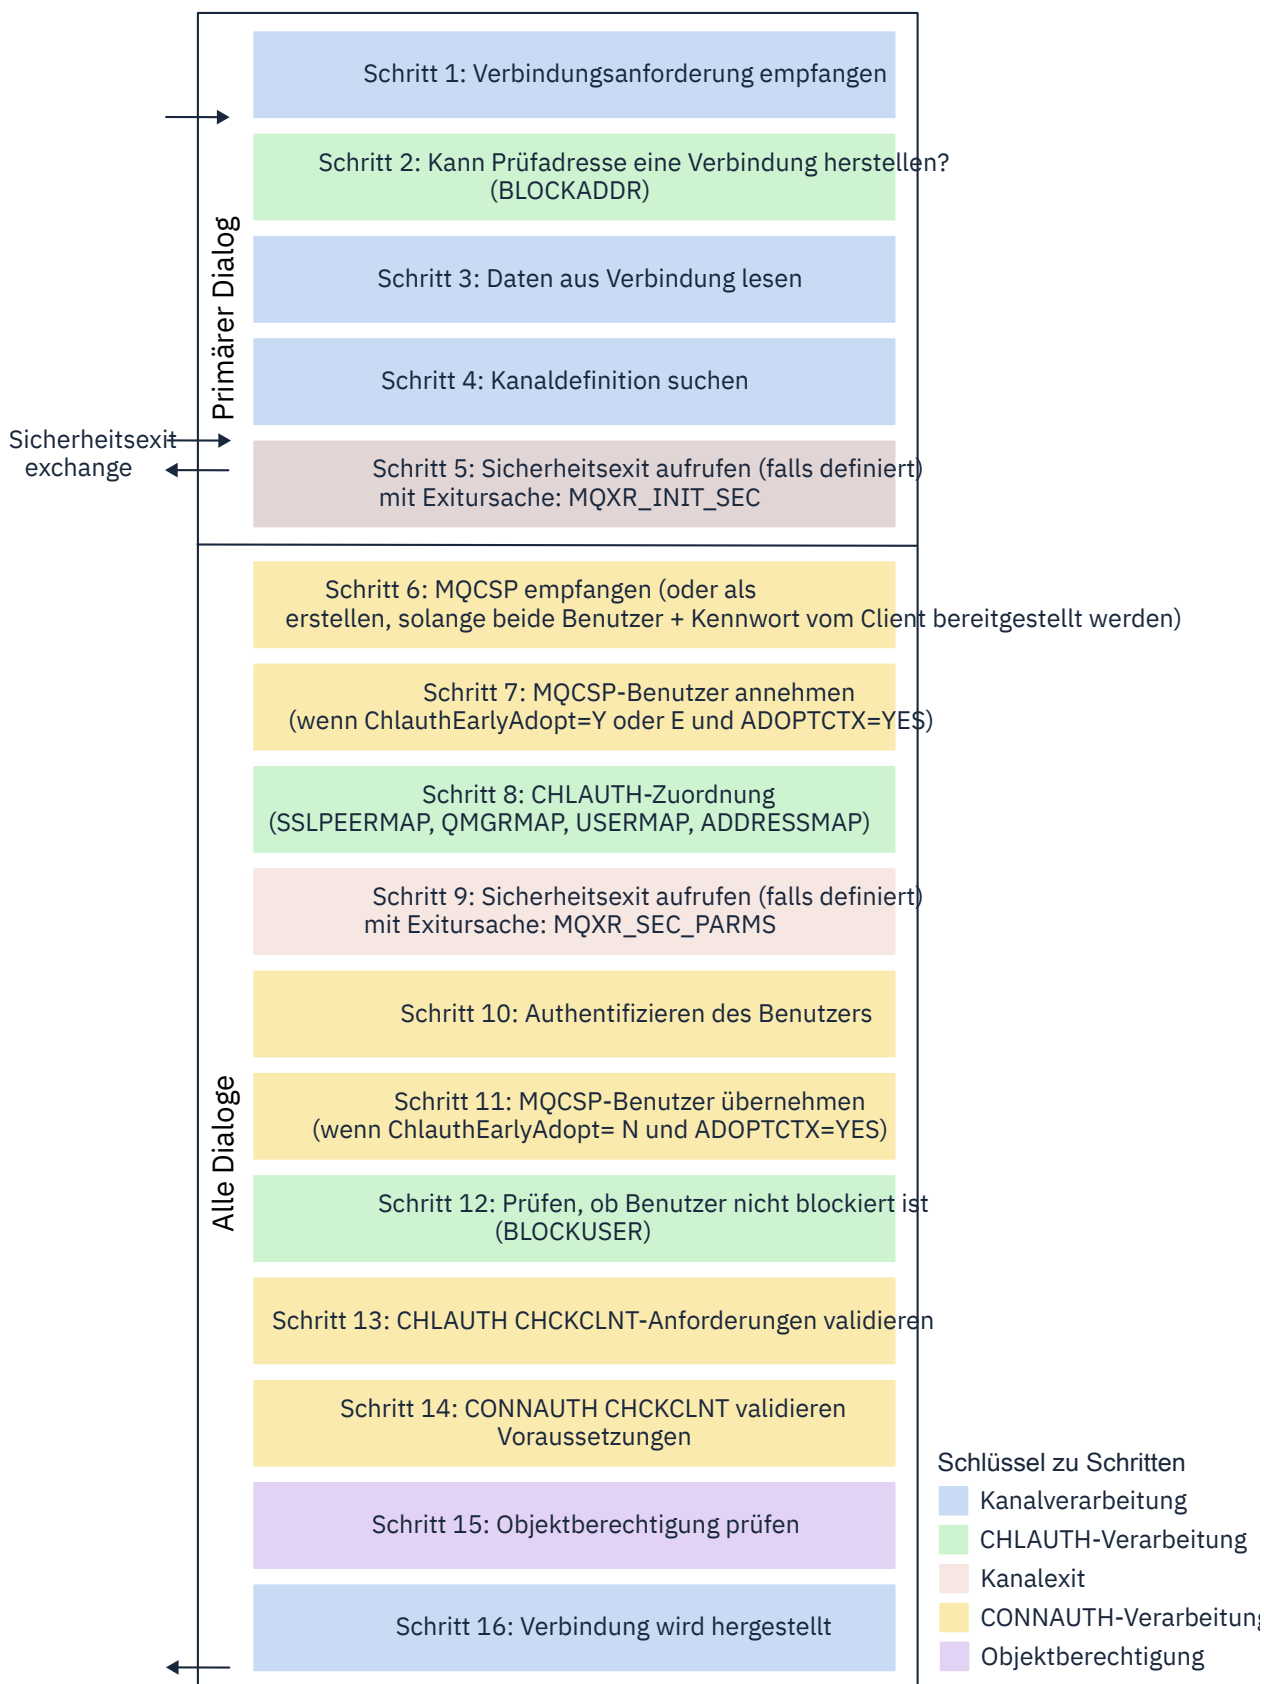 Schritt 1: Verbindungsanforderung empfangen
Schritt 2: Kann Prüfadresse eine Verbindung herstellen?
(BLOCKADDR)
Schritt 3: Daten aus Verbindung lesen
Schritt 4: Kanaldefinition suchen
Primärer Dialog
Sicherheitsexit
exchange
Schritt 5: Sicherheitsexit aufrufen (falls definiert)
mit Exitursache: MQXR_INIT_SEC
Schritt 6: MQCSP empfangen (oder als
erstellen, solange beide Benutzer + Kennwort vom Client bereitgestellt werden)
Schritt 7: MQCSP-Benutzer annehmen
(wenn ChlauthEarlyAdopt=Y oder E und ADOPTCTX=YES)
Schritt 8: CHLAUTH-Zuordnung
(SSLPEERMAP, QMGRMAP, USERMAP, ADDRESSMAP)
Schritt 9: Sicherheitsexit aufrufen (falls definiert)
mit Exitursache: MQXR_SEC_PARMS
Schritt 10: Authentifizieren des Benutzers
Schritt 11: MQCSP-Benutzer übernehmen
(wenn ChlauthEarlyAdopt= N und ADOPTCTX=YES)
Alle Dialoge
Schritt 12: Prüfen, ob Benutzer nicht blockiert ist
(BLOCKUSER)
Schritt 13: CHLAUTH CHCKCLNT-Anforderungen validieren
Schritt 14: CONNAUTH CHCKCLNT validieren
Voraussetzungen
Schritt 15: Objektberechtigung prüfen
Schritt 16: Verbindung wird hergestellt
Schlüssel zu Schritten
Kanalverarbeitung
CHLAUTH-Verarbeitung
Kanalexit
CONNAUTH-Verarbeitung
Objektberechtigung